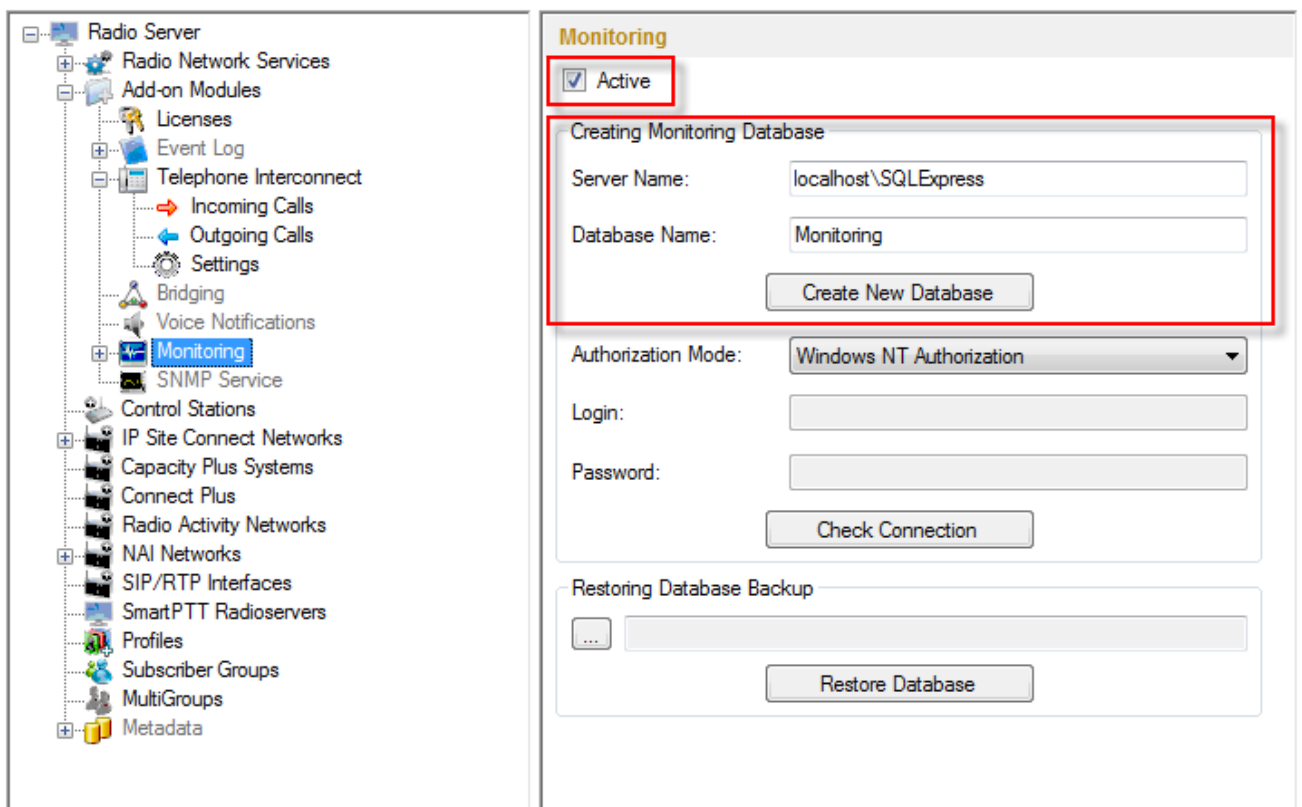 Radio Server
Radio Network Services
Add-on Modules
Licenses
Event Log
Telephone Interconnect
Incoming Calls
Outgoing Calls
Settings
Bridging
Voice Notifications
Monitoring
SNMP Service
Control Stations
IP Site Connect Networks
Capacity Plus Systems
Connect Plus
Radio Activity Networks
NAI Networks
SIP/RTP Interfaces
SmartPTT Radioservers
Profiles
Subscriber Groups
MultiGroups
Metadata
Monitoring
Active
Creating Monitoring Database
Server Name: localhost\SQLExpress
Database Name: Monitoring
Create New Database
Authorization Mode: Windows NT Authorization
Login:
Password:
Check Connection
Restoring Database Backup
...
Restore Database